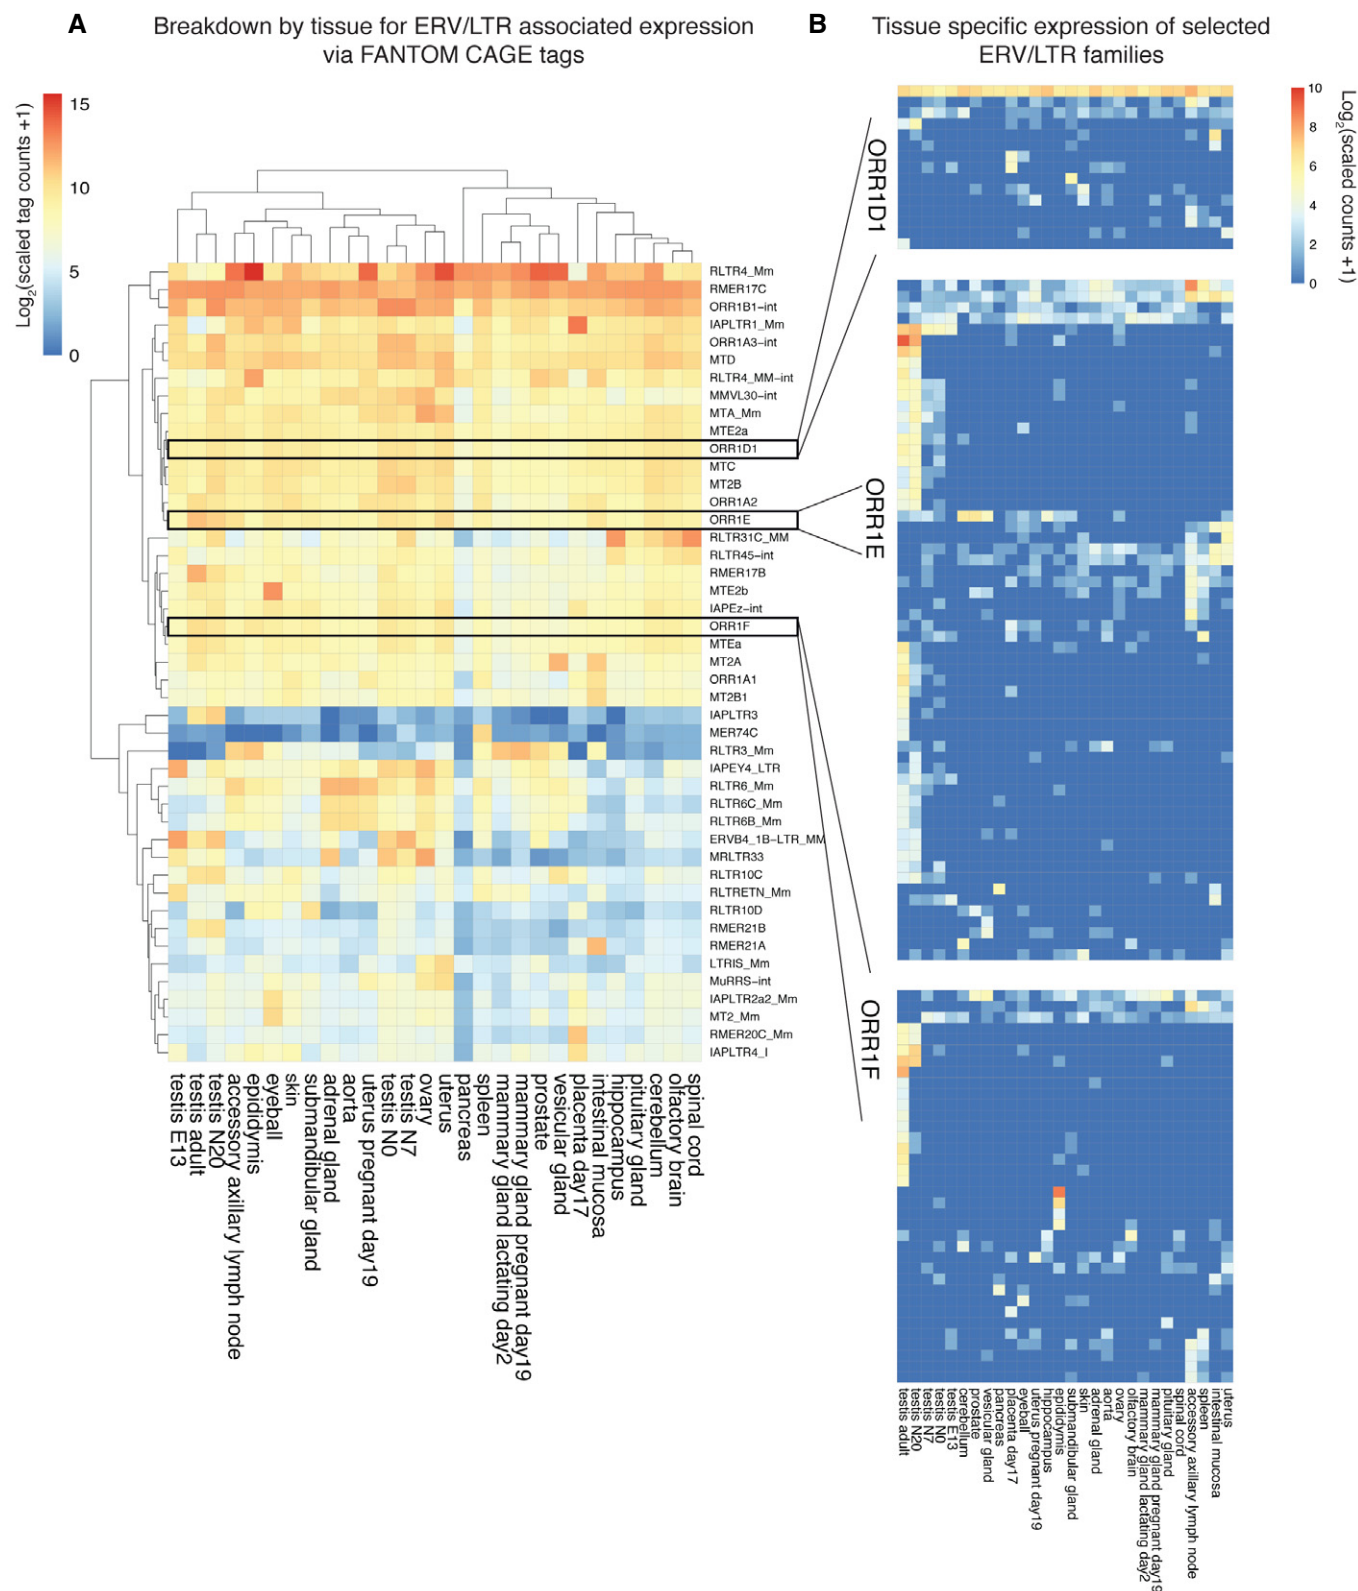 A
Breakdown by tissue for ERV/LTR associated expression
via FANTOM CAGE tags
B
Tissue specific expression of selected
ERV/LTR families
Log2(scaled tag counts +1)
15
10
5
0
RLTR4_Mm
RMER17C
ORR1B1-int
IAPLTR1_Mm
ORR1A3-int
MTD
RLTR4_MM-int
MMVL30-int
MTA_Mm
MTE2a
ORR1D1
MTC
MT2B
ORR1A2
ORR1E
RLTR31C_MM
RLTR45-int
RMER17B
MTE2b
IAPEz-int
ORR1F
MTEa
MT2A
ORR1A1
MT2B1
IAPLTR3
MER74C
RLTR3_Mm
IAPEY4_LTR
RLTR6_Mm
RLTR6C_Mm
RLTR6B_Mm
ERVB4_1B-LTR_MM
MRLTR33
RLTR10C
RLTRETN_Mm
RLTR10D
RMER21B
RMER21A
LTRIS_Mm
MuRRS-int
IAPLTR2a2_Mm
MT2_Mm
RMER20C_Mm
IAPLTR4_I
testis E13
testis adult
testis N20
accessory axillary lymph node
epididymis
eyeball
skin
submandibular gland
adrenal gland
aorta
uterus pregnant day19
testis N0
testis N7
ovary
uterus
pancreas
spleen
mammary gland lactating day2
mammary gland pregnant day19
prostate
vesicular gland
placenta day17
intestinal mucosa
hippocampus
pituitary gland
cerebellum
olfactory brain
spinal cord
ORR1D1
ORR1E
ORR1F
10
8
6
4
2
0
Log2(scaled counts +1)
testis adult
testis N20
testis N7
testis N0
testis E13
cerebellum
prostate
vesicular gland
pancreas
placenta day17
eyeball
uterus pregnant day19
hippocampus
epididymis
submandibular gland
skin
adrenal gland
aorta
ovary
olfactory brain
mammary gland lactating day2
mammary gland pregnant day19
pituitary gland
spinal cord
accessory axillary lymph node
spleen
intestinal mucosa
uterus